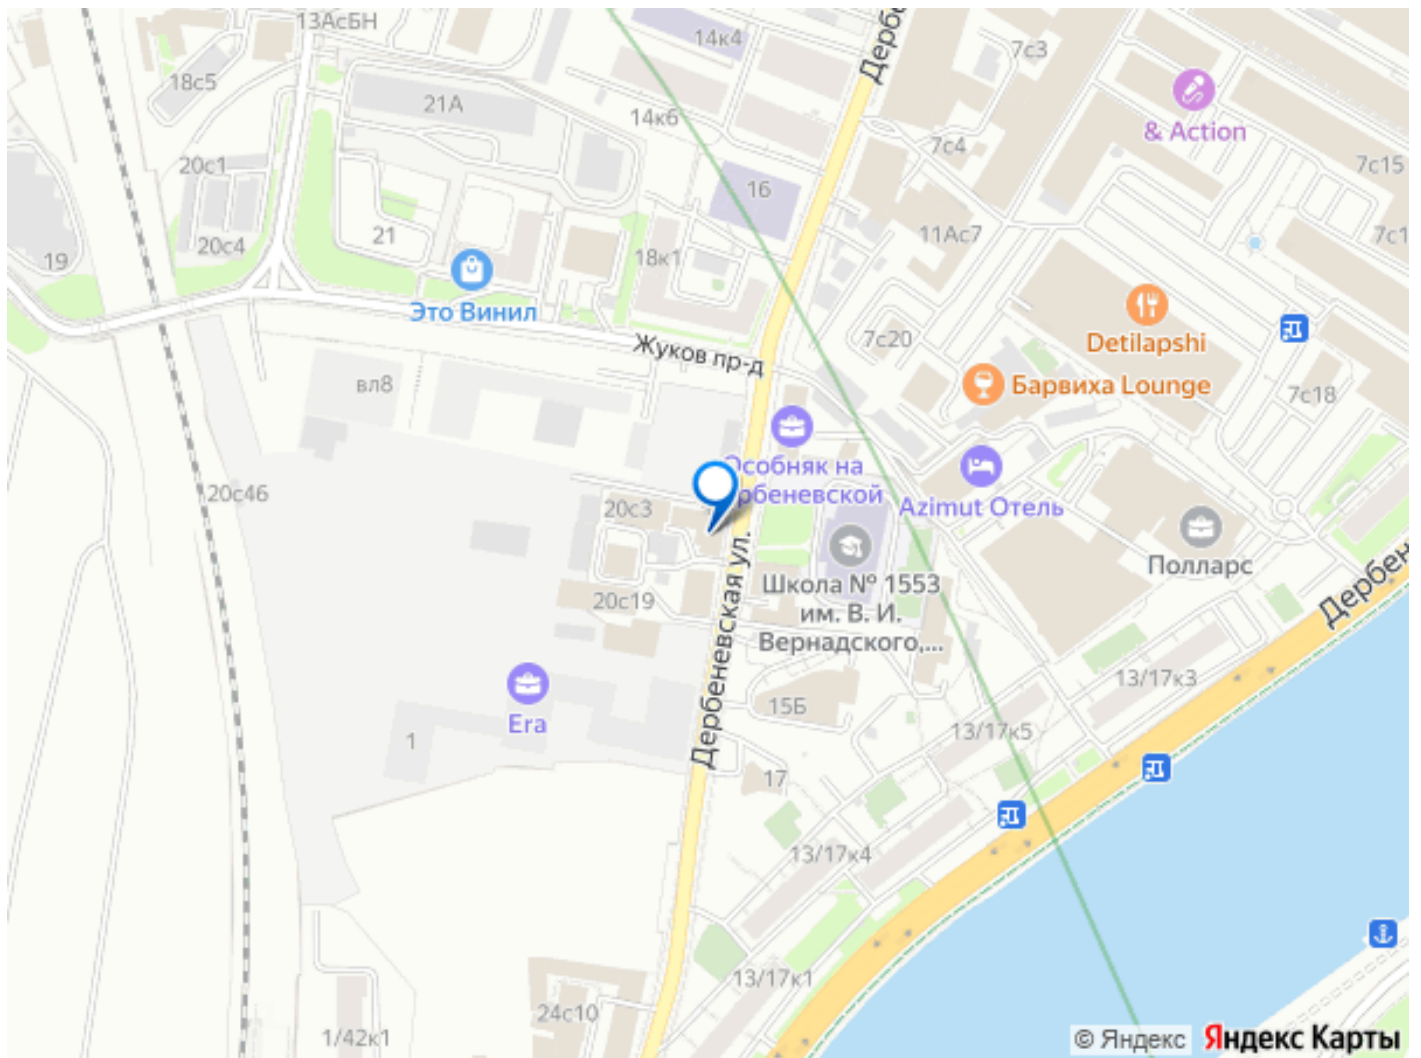 13АсБН
14к4
Дербе
7с3
18с5
21А
& Action
14к6
7с4
20с1
7с15
16
21
20с4
11Ас7
7с1
19
18к1
Это Винил
Detilapshi
7с20
Жуков пр-д
вл8
Барвиха Lounge
7с18
Особняк на
рбеневской
20с46
20с3
Azimut Отель
Полларс
Школа № 1553
им. В. И.
Вернадского,...
20с19
Дербеневская ул.
Дербен
13/17к3
15Б
Era
13/17к5
1
17
13/17к4
13/17к1
24с10
1/42к1
© Яндекс Яндекс Карты